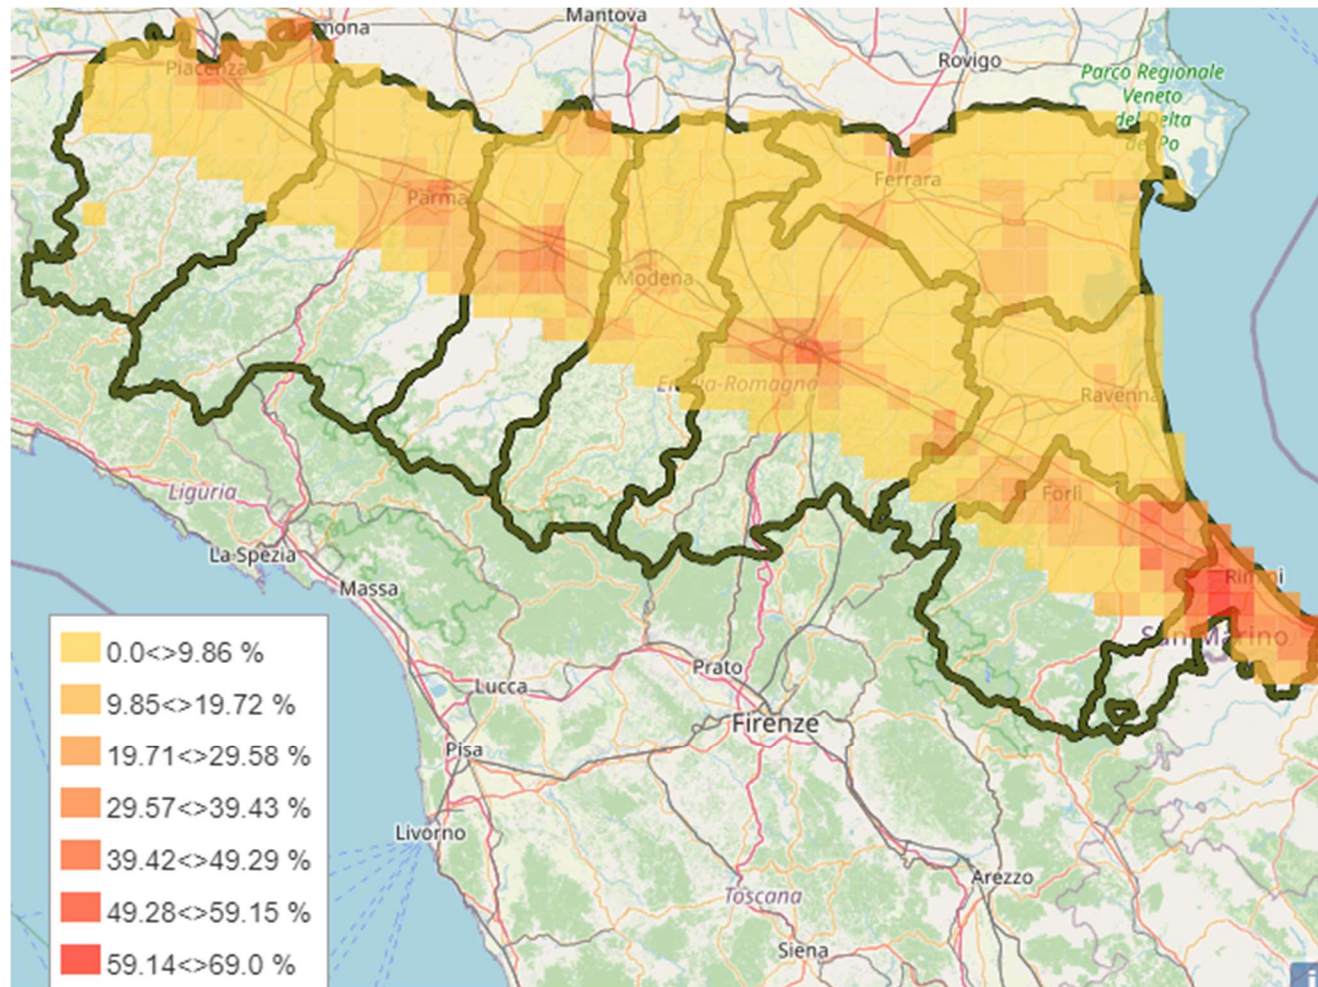 Mantova
mona
Rovigo
Piacenza
Parco Regionale
Veneto
del Delta
del Po
Ferrara
Parma
Modena
Emilia-Romagna
Ravenna
Liguria
Forlì
La Spezia
Rimini
Massa
San Marino
Prato
Lucca
Firenze
Pisa
Livorno
Arezzo
Toscana
Siena
0.0<>9.86 %
9.85<>19.72 %
19.71<>29.58 %
29.57<>39.43 %
39.42<>49.29 %
49.28<>59.15 %
59.14<>69.0 %
i